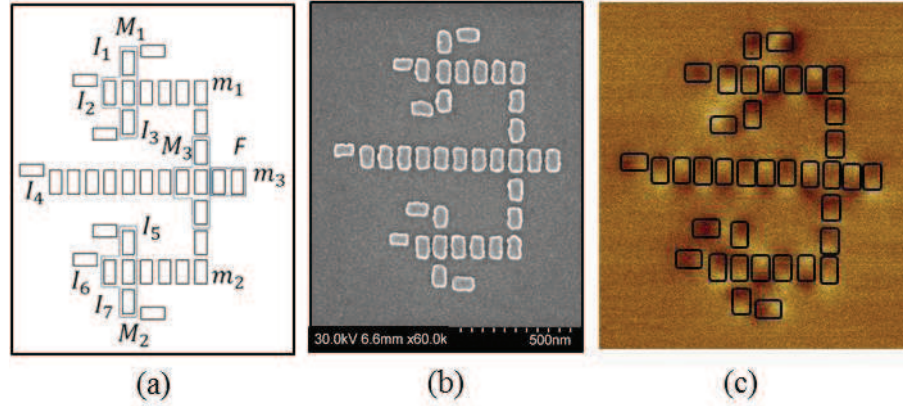 M₁
I₁
I₂
m₁
I₃
M₃
F
I₄
m₃
I₅
I₆
m₂
I₇
M₂
30.0kV 6.6mm x60.0k
500nm
(a)
(b)
(c)